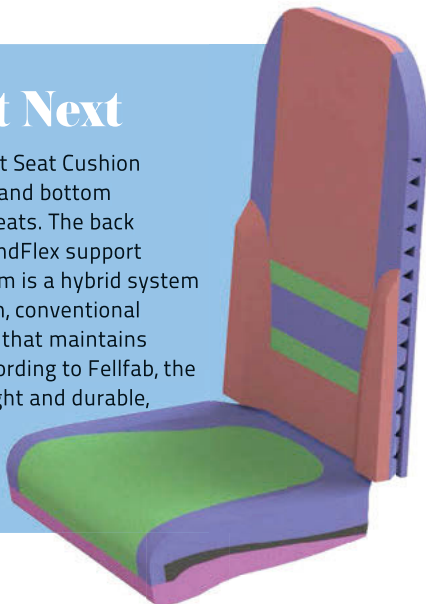 t Next
t Seat Cushion
and bottom
eats. The back
ndFlex support
m is a hybrid system
n, conventional
that maintains
ording to Fellfab, the
ght and durable,